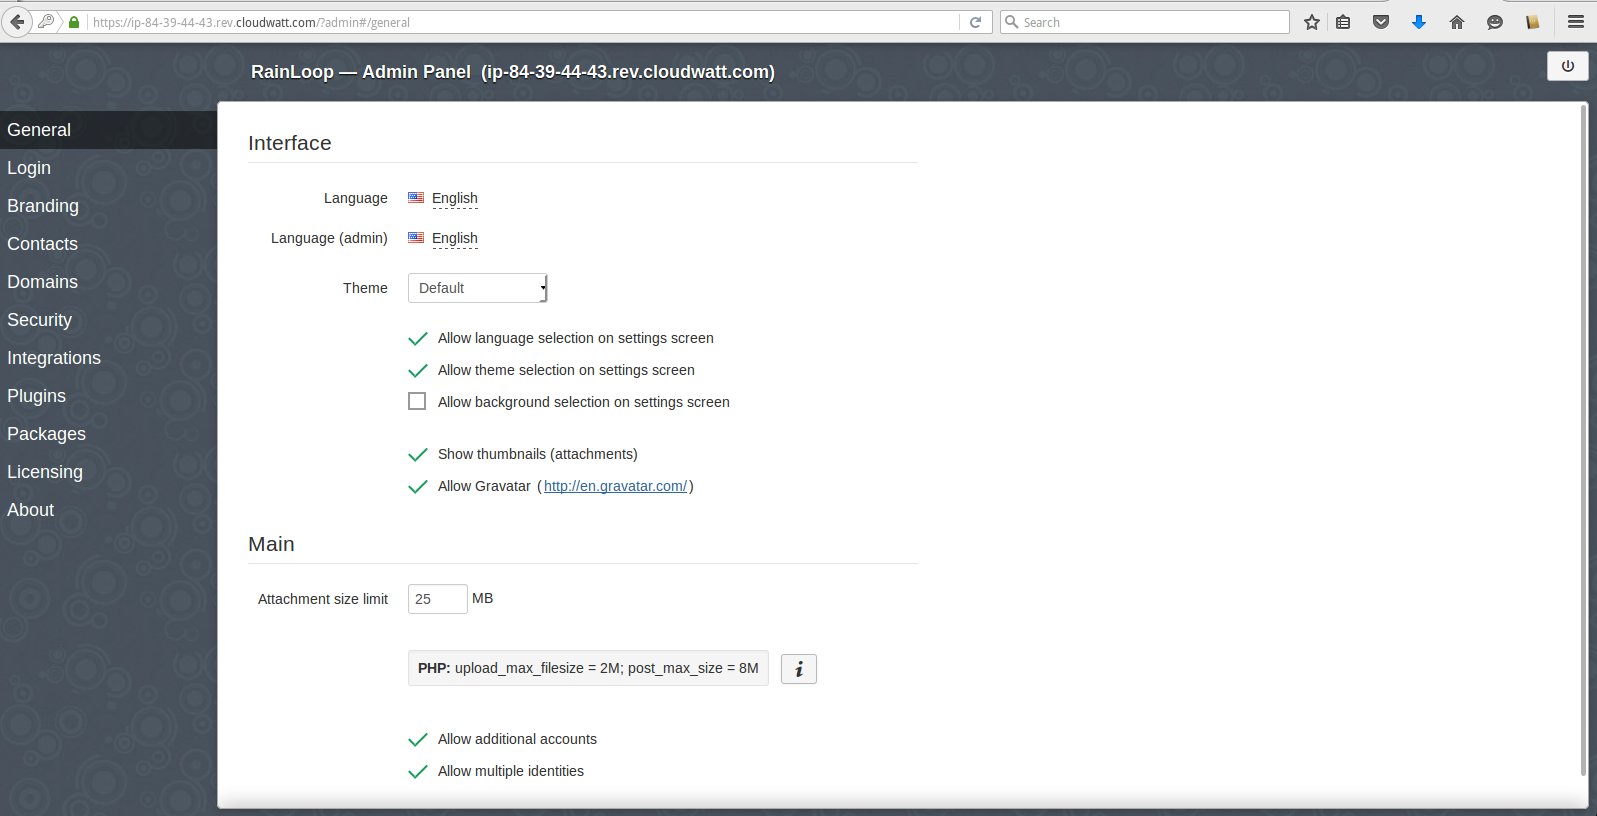 https://ip-84-39-44-43.rev.cloudwatt.com/?admin#/general
Search
RainLoop — Admin Panel (ip-84-39-44-43.rev.cloudwatt.com)
General
Login
Branding
Contacts
Domains
Security
Integrations
Plugins
Packages
Licensing
About
Interface
Language English
Language (admin) English
Theme Default
Allow language selection on settings screen
Allow theme selection on settings screen
Allow background selection on settings screen
Show thumbnails (attachments)
Allow Gravatar (http://en.gravatar.com/)
Main
Attachment size limit 25 MB
PHP: upload_max_filesize = 2M; post_max_size = 8M i
Allow additional accounts
Allow multiple identities